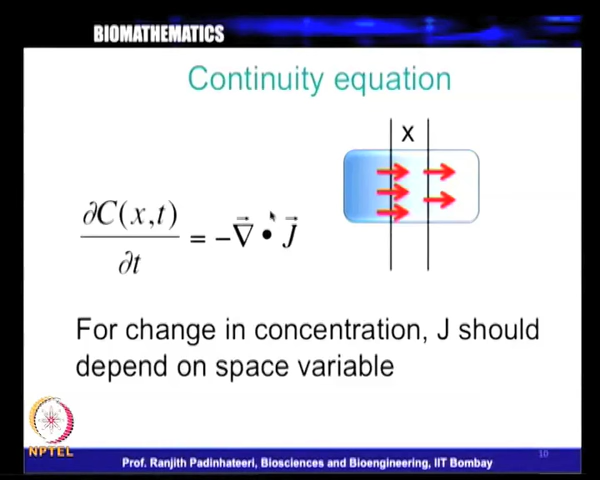 BIOMATHEMATICS
Continuity equation
x
∂C(x,t)
∂t
= −∇⃗ • J⃗
For change in concentration, J should
depend on space variable
NPTEL
10
Prof. Ranjith Padinhateeri, Biosciences and Bioengineering, IIT Bombay